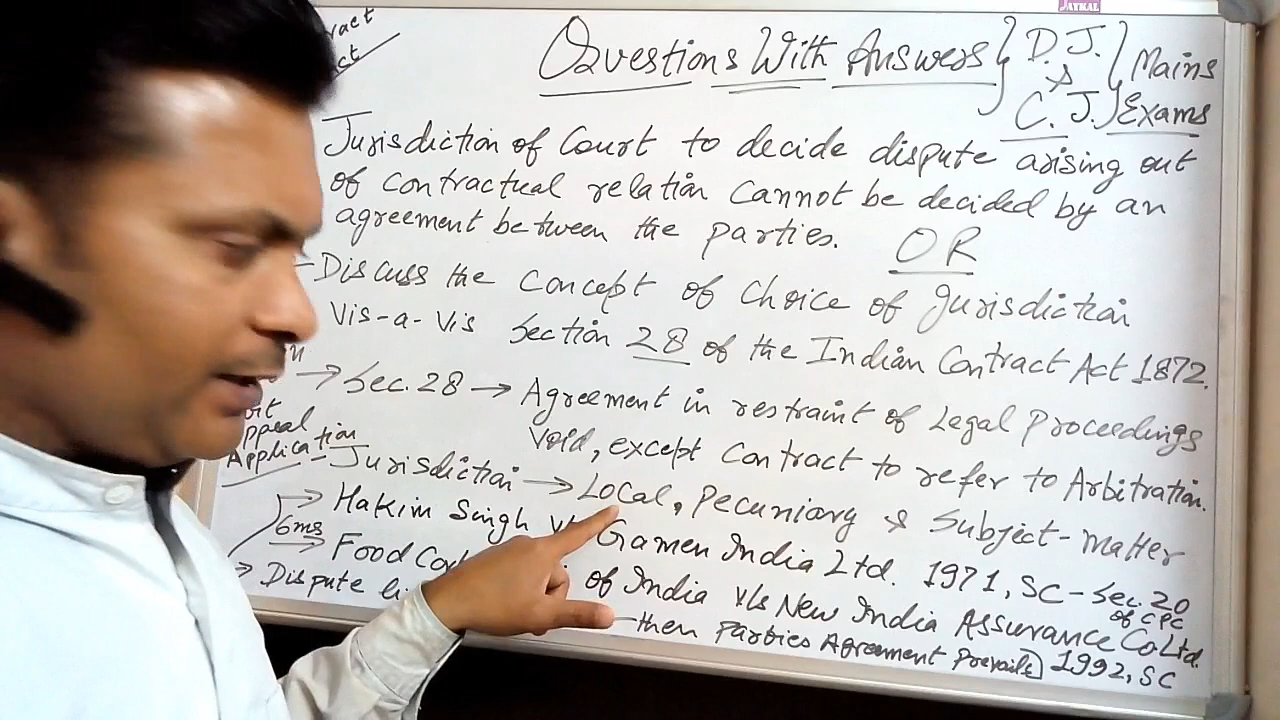 JAYKAL
Questions With Answers } D.J. & C.J. } Mains Exams
Jurisdiction of Court to decide dispute arising out
of contractual relation cannot be decided by an
agreement between the parties. OR
Discuss the concept of choice of jurisdiction
Vis-a-Vis Section 28 of the Indian Contract Act 1872.
→ Sec. 28 → Agreement in restraint of Legal Proceedings
Void, except Contract to refer to Arbitration.
Application
Jurisdiction → Local, Pecuniary & Subject-matter
→ Hakim Singh Gamen India Ltd. 1971, SC - Sec. 20 of CPC
6ms → Food of India v/s New India Assurance Co Ltd. 1992, SC
→ Dispute then Parties Agreement Prevails